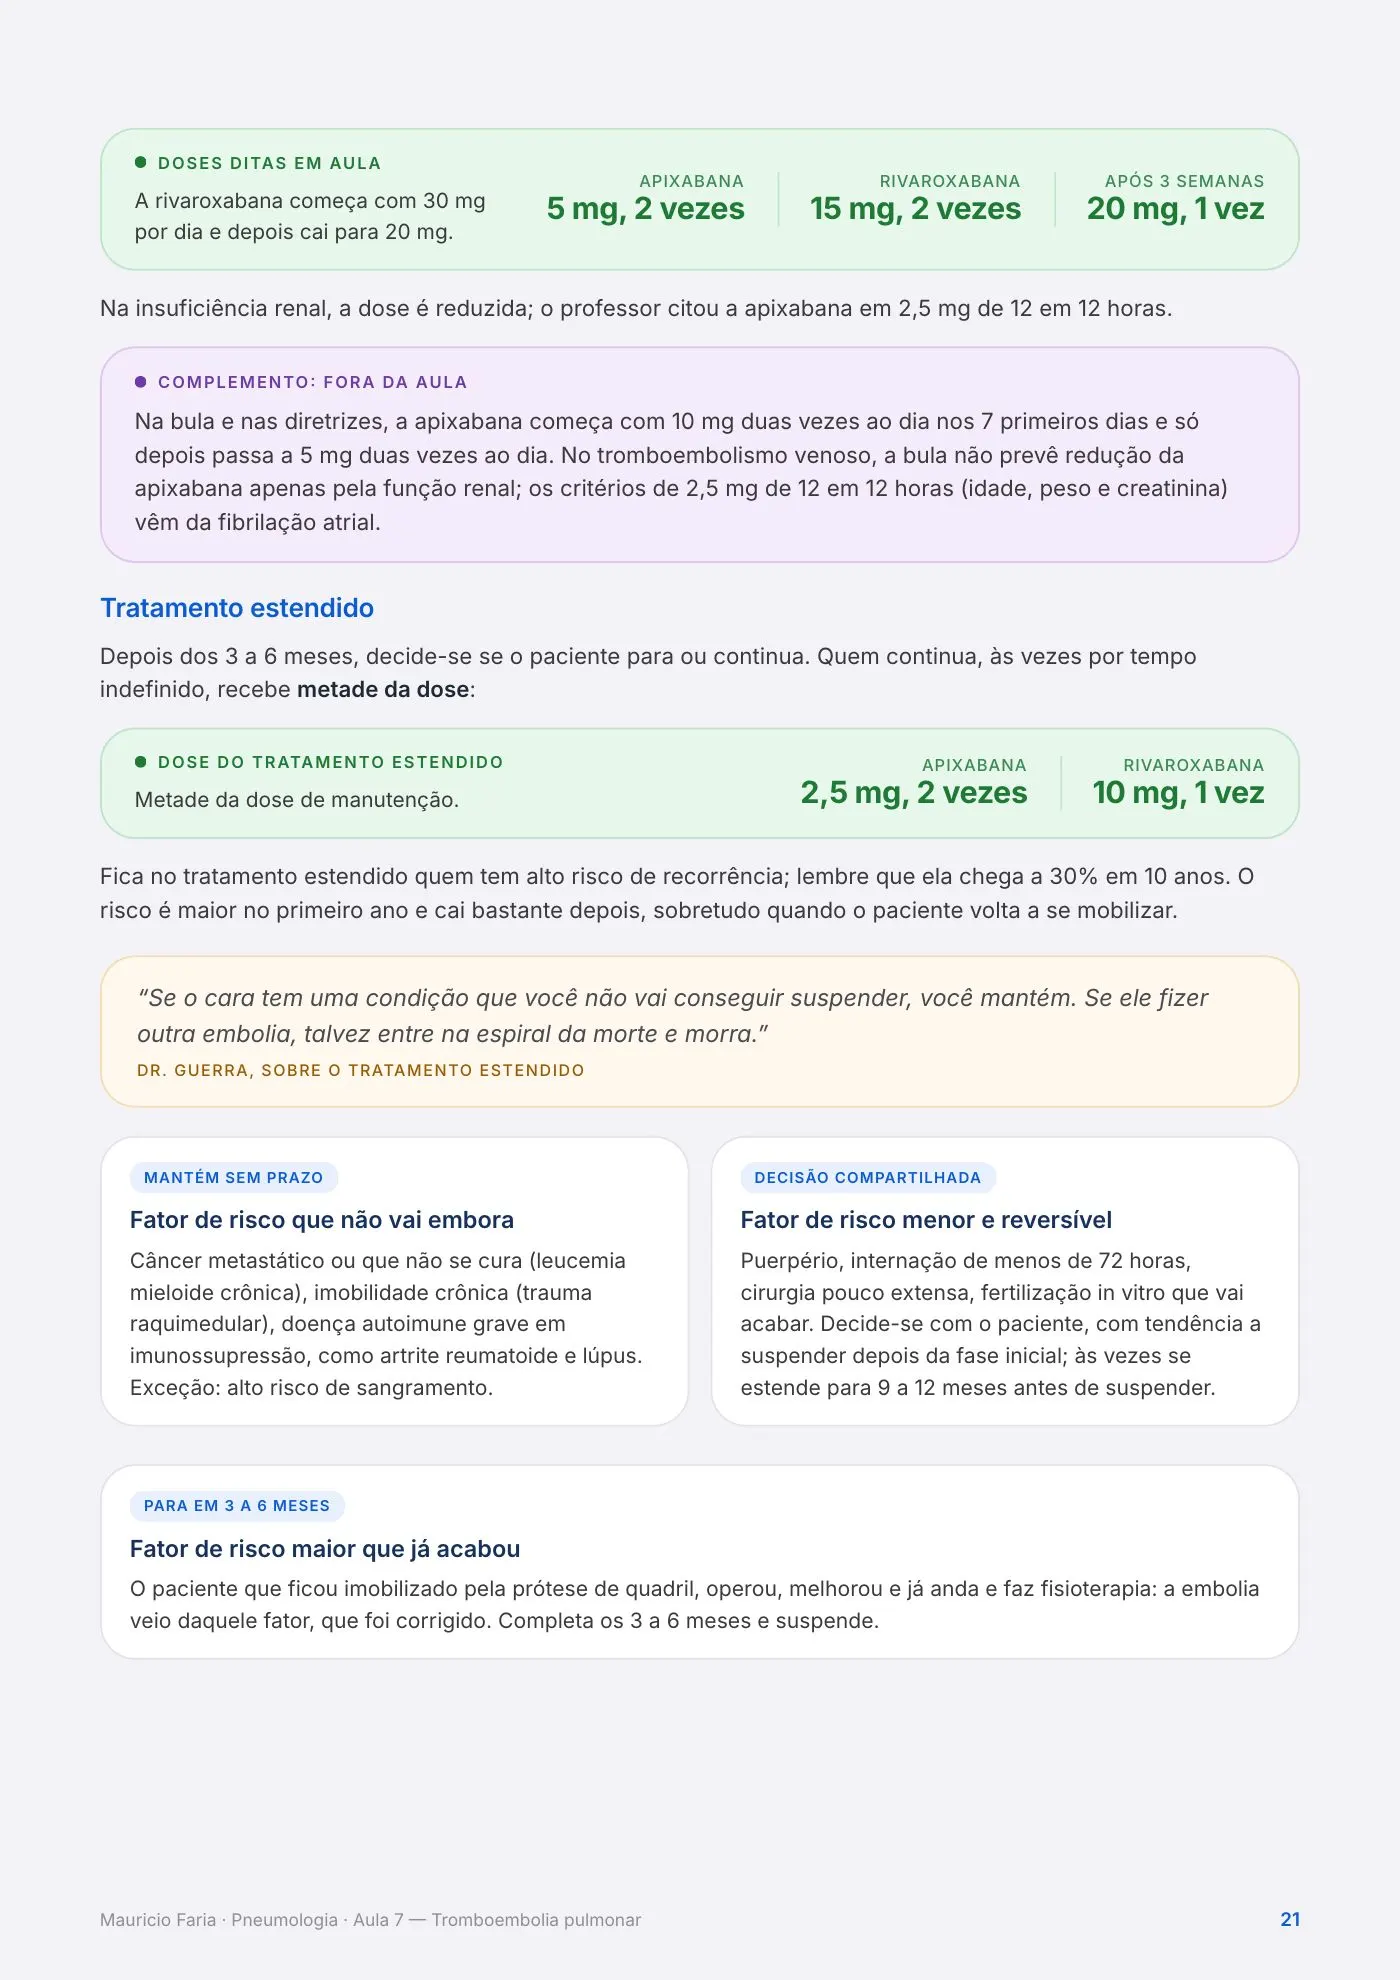 DOSES DITAS EM AULA
A rivaroxabana começa com 30 mg
por dia e depois cai para 20 mg.
APIXABANA
5 mg, 2 vezes
RIVAROXABANA
15 mg, 2 vezes
APÓS 3 SEMANAS
20 mg, 1 vez
Na insuficiência renal, a dose é reduzida; o professor citou a apixabana em 2,5 mg de 12 em 12 horas.
COMPLEMENTO: FORA DA AULA
Na bula e nas diretrizes, a apixabana começa com 10 mg duas vezes ao dia nos 7 primeiros dias e só
depois passa a 5 mg duas vezes ao dia. No tromboembolismo venoso, a bula não prevê redução da
apixabana apenas pela função renal; os critérios de 2,5 mg de 12 em 12 horas (idade, peso e creatinina)
vêm da fibrilação atrial.
Tratamento estendido
Depois dos 3 a 6 meses, decide-se se o paciente para ou continua. Quem continua, às vezes por tempo
indefinido, recebe metade da dose:
DOSE DO TRATAMENTO ESTENDIDO
Metade da dose de manutenção.
APIXABANA
2,5 mg, 2 vezes
RIVAROXABANA
10 mg, 1 vez
Fica no tratamento estendido quem tem alto risco de recorrência; lembre que ela chega a 30% em 10 anos. O
risco é maior no primeiro ano e cai bastante depois, sobretudo quando o paciente volta a se mobilizar.
“Se o cara tem uma condição que você não vai conseguir suspender, você mantém. Se ele fizer
outra embolia, talvez entre na espiral da morte e morra.”
DR. GUERRA, SOBRE O TRATAMENTO ESTENDIDO
MANTÉM SEM PRAZO
Fator de risco que não vai embora
Câncer metastático ou que não se cura (leucemia
mieloide crônica), imobilidade crônica (trauma
raquimedular), doença autoimune grave em
imunossupressão, como artrite reumatoide e lúpus.
Exceção: alto risco de sangramento.
DECISÃO COMPARTILHADA
Fator de risco menor e reversível
Puerpério, internação de menos de 72 horas,
cirurgia pouco extensa, fertilização in vitro que vai
acabar. Decide-se com o paciente, com tendência a
suspender depois da fase inicial; às vezes se
estende para 9 a 12 meses antes de suspender.
PARA EM 3 A 6 MESES
Fator de risco maior que já acabou
O paciente que ficou imobilizado pela prótese de quadril, operou, melhorou e já anda e faz fisioterapia: a embolia
veio daquele fator, que foi corrigido. Completa os 3 a 6 meses e suspende.
Mauricio Faria · Pneumologia · Aula 7 — Tromboembolia pulmonar
21